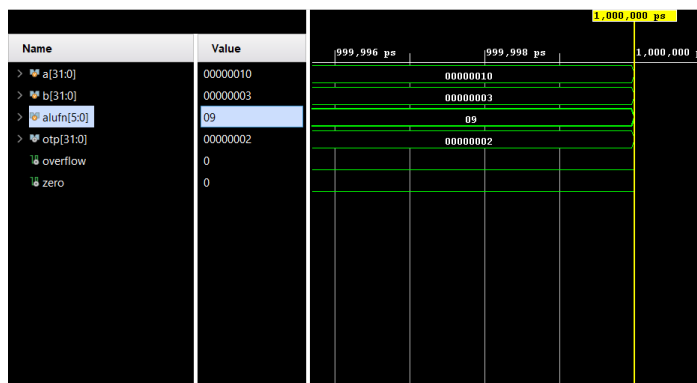 1,000,000 ps
Name Value
999,996 ps 999,998 ps 1,000,000 ps
a[31:0] 00000010 00000010
b[31:0] 00000003 00000003
alufn[5:0] 09 09
otp[31:0] 00000002 00000002
overflow 0
zero 0